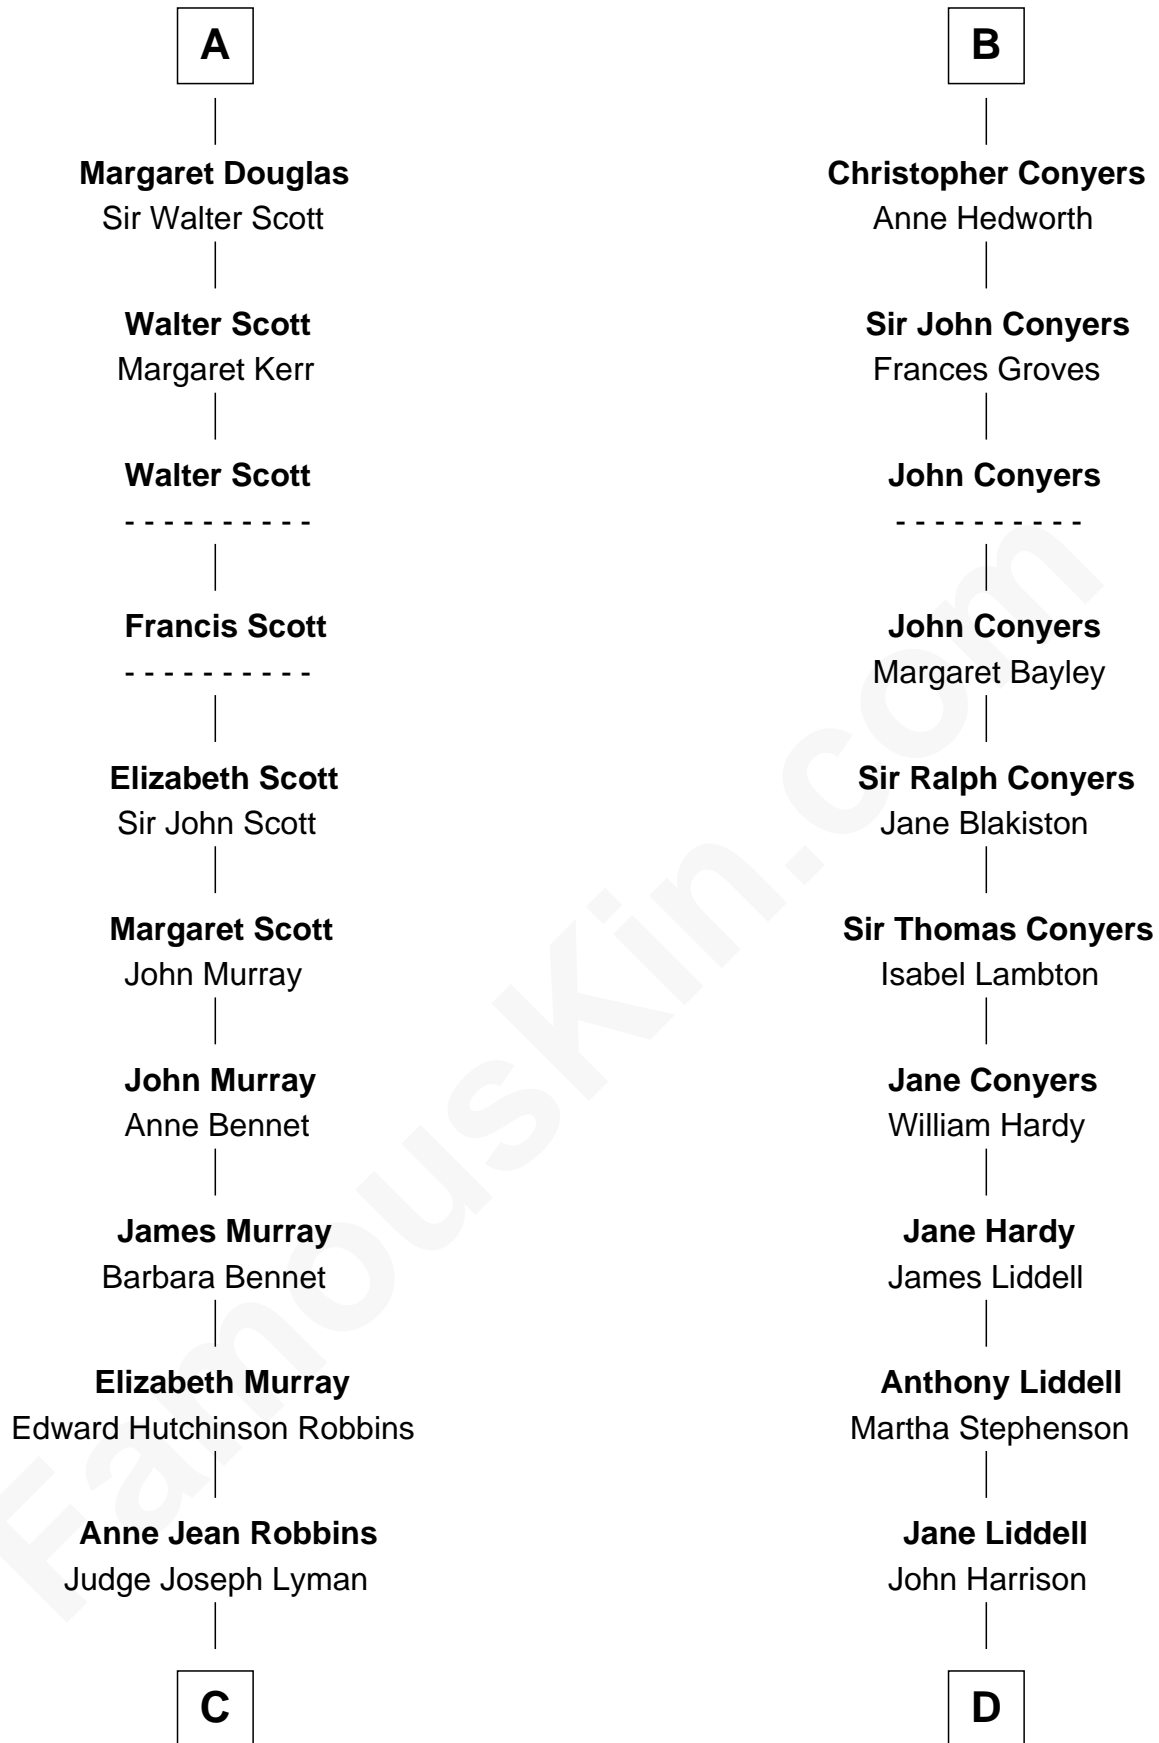 A
Margaret Douglas
Sir Walter Scott
Walter Scott
Margaret Kerr
Walter Scott
- - - - - - - - - -
Francis Scott
- - - - - - - - - -
Elizabeth Scott
Sir John Scott
Margaret Scott
John Murray
John Murray
Anne Bennet
James Murray
Barbara Bennet
Elizabeth Murray
Edward Hutchinson Robbins
Anne Jean Robbins
Judge Joseph Lyman
C
B
Christopher Conyers
Anne Hedworth
Sir John Conyers
Frances Groves
John Conyers
- - - - - - - - - -
John Conyers
Margaret Bayley
Sir Ralph Conyers
Jane Blakiston
Sir Thomas Conyers
Isabel Lambton
Jane Conyers
William Hardy
Jane Hardy
James Liddell
Anthony Liddell
Martha Stephenson
Jane Liddell
John Harrison
D
FamousKin.com